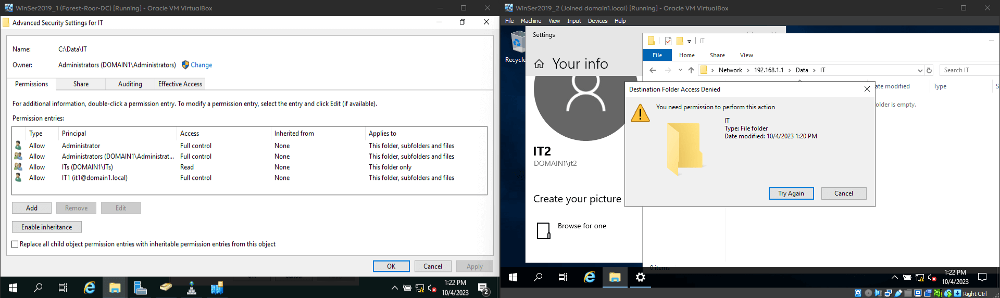 WinSer2019_1 (Forest-Roor-DC) [Running] - Oracle VM VirtualBox
Advanced Security Settings for IT
Name: C:\Data\IT
Owner: Administrators (DOMAIN1\Administrators) Change
Permissions Share Auditing Effective Access
For additional information, double-click a permission entry. To modify a permission entry, select the entry and click Edit (if available).
Permission entries:
Type Principal Access Inherited from Applies to
Allow Administrator Full control None This folder, subfolders and files
Allow Administrators (DOMAIN1\Administrat... Full control None This folder, subfolders and files
Allow ITs (DOMAIN1\ITs) Read None This folder only
Allow IT1 (it1@domain1.local) Full control None This folder, subfolders and files
Add Remove Edit
Enable inheritance
Replace all child object permission entries with inheritable permission entries from this object
OK Cancel Apply
1:22 PM
10/4/2023
2
WinSer2019_2 (Joined domain1.local) [Running] - Oracle VM VirtualBox
File Machine View Input Devices Help
Recycle
Settings
Your info
IT2
DOMAIN1\it2
Create your picture
Browse for one
IT
File Home Share View
Network > 192.168.1.1 > Data > IT
Search IT
ate modified Type S
older is empty.
Destination Folder Access Denied
You need permission to perform this action
IT
Type: File folder
Date modified: 10/4/2023 1:20 PM
Try Again Cancel
0 items
1:22 PM
10/4/2023
Right Ctrl